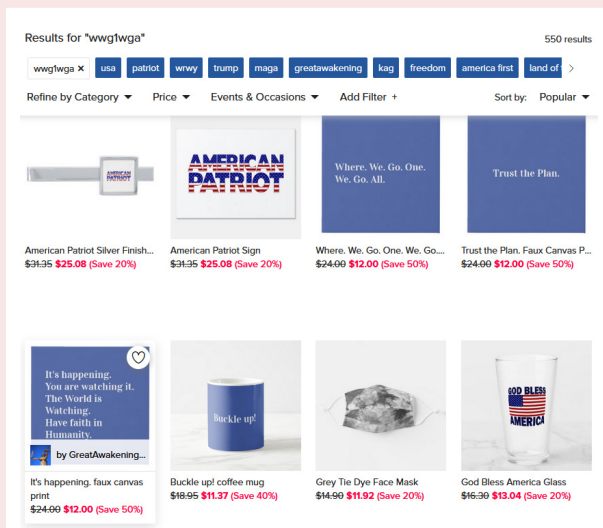 Results for "wwg1wga"
550 results
wwg1wga × usa patriot wrwy trump maga greatawakening kag freedom america first land of
Refine by Category Price Events & Occasions Add Filter + Sort by: Popular
AMERICAN
PATRIOT
AMERICAN
PATRIOT
Where. We. Go. One.
We. Go. All.
Trust the Plan.
American Patriot Silver Finish...
$31.35 $25.08 (Save 20%)
American Patriot Sign
$31.35 $25.08 (Save 20%)
Where. We. Go. One. We. Go....
$24.00 $12.00 (Save 50%)
Trust the Plan. Faux Canvas P...
$24.00 $12.00 (Save 50%)
It's happening.
You are watching it.
The World is
Watching.
Have faith in
Humanity.
by GreatAwakening...
Buckle up!
GOD BLESS
AMERICA
It's happening. faux canvas
print
$24.00 $12.00 (Save 50%)
Buckle up! coffee mug
$18.95 $11.37 (Save 40%)
Grey Tie Dye Face Mask
$14.90 $11.92 (Save 20%)
God Bless America Glass
$16.30 $13.04 (Save 20%)